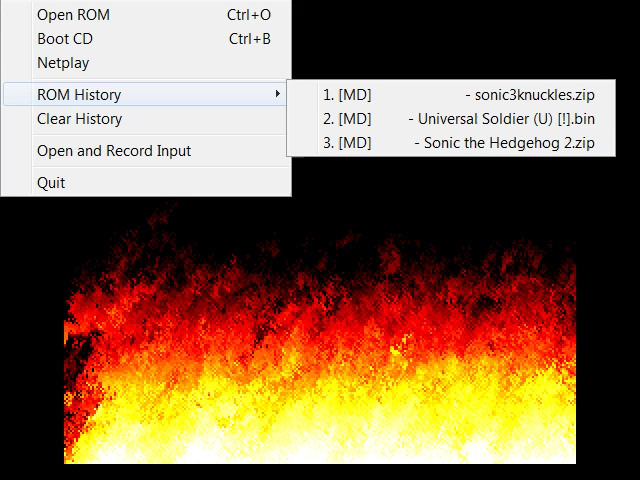 Open ROM Ctrl+O
Boot CD Ctrl+B
Netplay
ROM History
1. [MD] - sonic3knuckles.zip
Clear History
2. [MD] - Universal Soldier (U) [!].bin
3. [MD] - Sonic the Hedgehog 2.zip
Open and Record Input
Quit